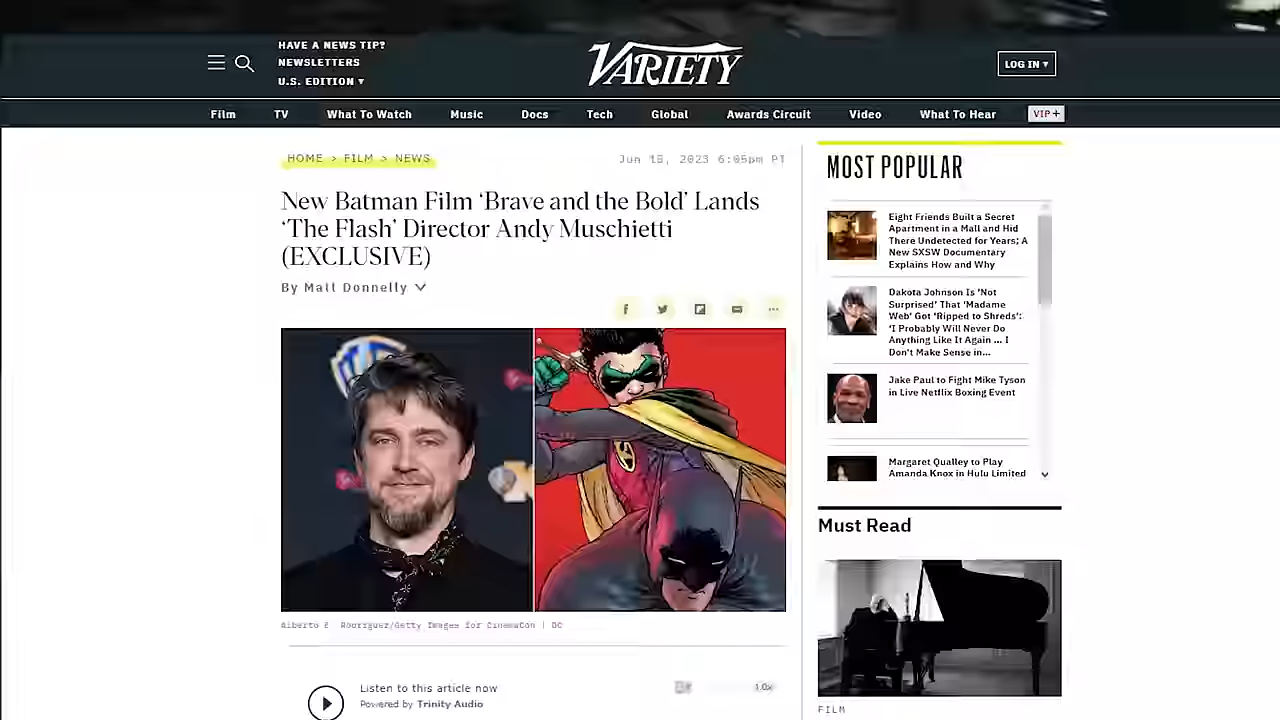 HAVE A NEWS TIP?
NEWSLETTERS
U.S. EDITION ▾
VARIETY
LOG IN ▾
Film TV What To Watch Music Docs Tech Global Awards Circuit Video What To Hear VIP+
HOME > FILM > NEWS
6:05pm PT
New Batman Film ‘Brave and the Bold’ Lands
‘The Flash’ Director Andy Muschietti
(EXCLUSIVE)
By Matt Donnelly
Images for CinemaCon | DC
Listen to this article now
Powered by Trinity Audio
1.0x
MOST POPULAR
Eight Friends Built a Secret
Apartment in a Mall and Hid
There Undetected for Years; A
New SXSW Documentary
Explains How and Why
Dakota Johnson Is ‘Not
Surprised’ That ‘Madame
Web’ Got ‘Ripped to Shreds’:
‘I Probably Will Never Do
Anything Like It Again ... I
Don’t Make Sense in...
Jake Paul to Fight Mike Tyson
in Live Netflix Boxing Event
Margaret Qualley to Play
Amanda Knox in Hulu Limited
Must Read
FILM